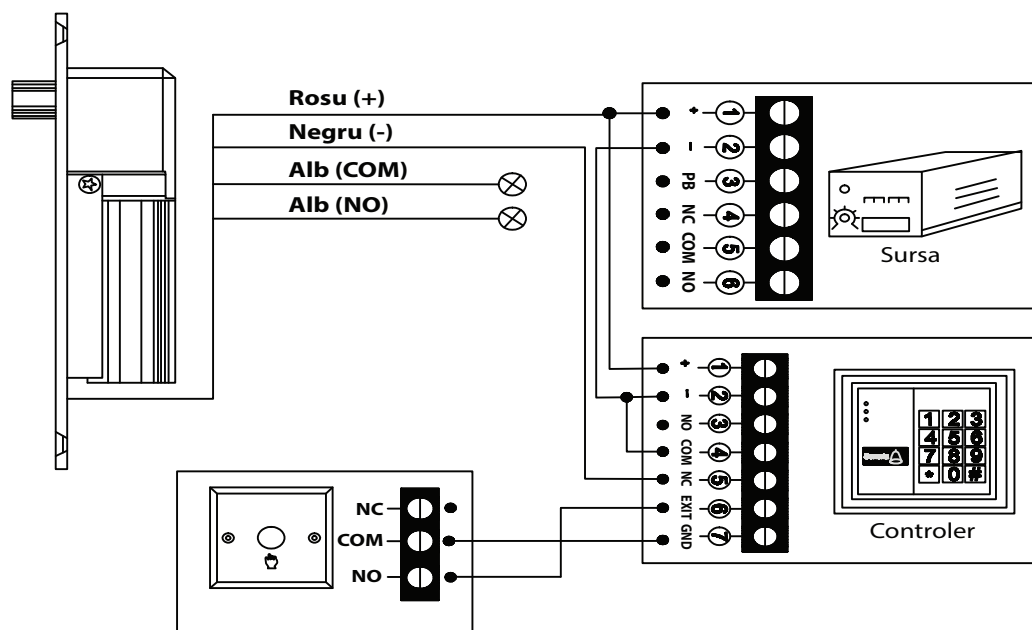 Rosu (+)
Negru (-)
Alb (COM)
Alb (NO)
+ 1
- 2
PB 3
NC 4
COM 5
NO 6
Sursa
+ 1
- 2
NO 3
COM 4
NC 5
EXIT 6
GND 7
1 2 3
4 5 6
7 8 9
* 0 #
Controler
NC
COM
NO